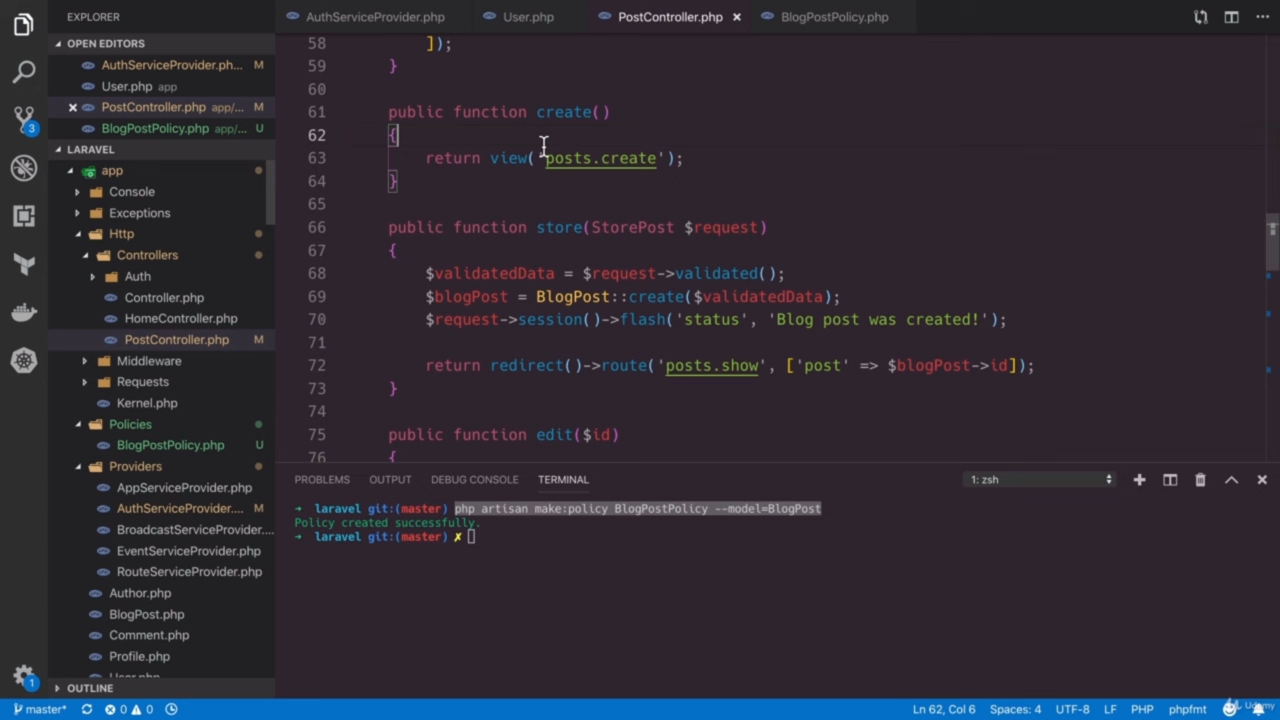 EXPLORER
AuthServiceProvider.php
User.php
PostController.php ×
BlogPostPolicy.php
OPEN EDITORS
AuthServiceProvider.ph... M
User.php app
× PostController.php app/... M
BlogPostPolicy.php app/... U
LARAVEL
app
Console
Exceptions
Http
Controllers
Auth
Controller.php
HomeController.php
PostController.php M
Middleware
Requests
Kernel.php
Policies
BlogPostPolicy.php U
Providers
AppServiceProvider.php
AuthServiceProvider.... M
BroadcastServiceProvider....
EventServiceProvider.php
RouteServiceProvider.php
Author.php
BlogPost.php
Comment.php
Profile.php
User.php
OUTLINE
3
1
58 ]);
59 }
60
61 public function create()
62 {
63 return view('posts.create');
64 }
65
66 public function store(StorePost $request)
67 {
68 $validatedData = $request->validated();
69 $blogPost = BlogPost::create($validatedData);
70 $request->session()->flash('status', 'Blog post was created!');
71
72 return redirect()->route('posts.show', ['post' => $blogPost->id]);
73 }
74
75 public function edit($id)
76 {
PROBLEMS OUTPUT DEBUG CONSOLE TERMINAL 1: zsh
→ laravel git:(master) php artisan make:policy BlogPostPolicy --model=BlogPost
Policy created successfully.
→ laravel git:(master) ✗
master* 0 0 Ln 62, Col 6 Spaces: 4 UTF-8 LF PHP phpfmt
Udemy